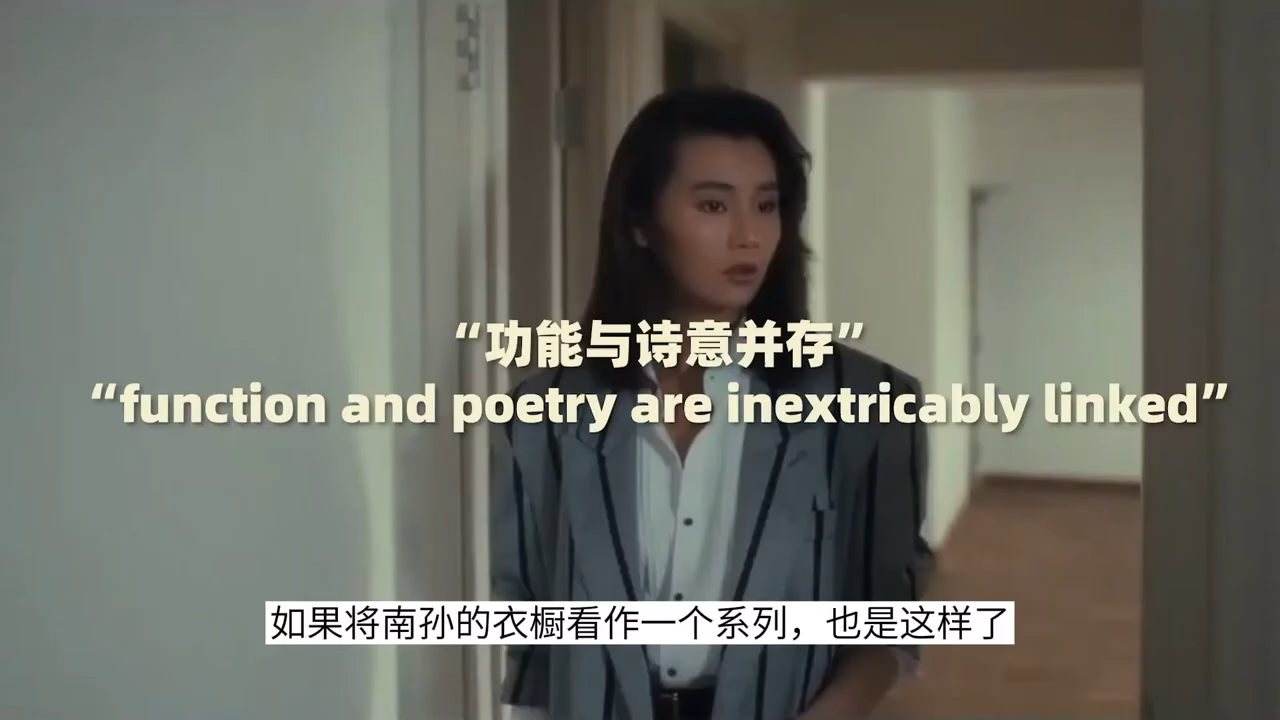 “功能与诗意并存”
“function and poetry are inextricably linked”
如果将南孙的衣橱看作一个系列，也是这样了